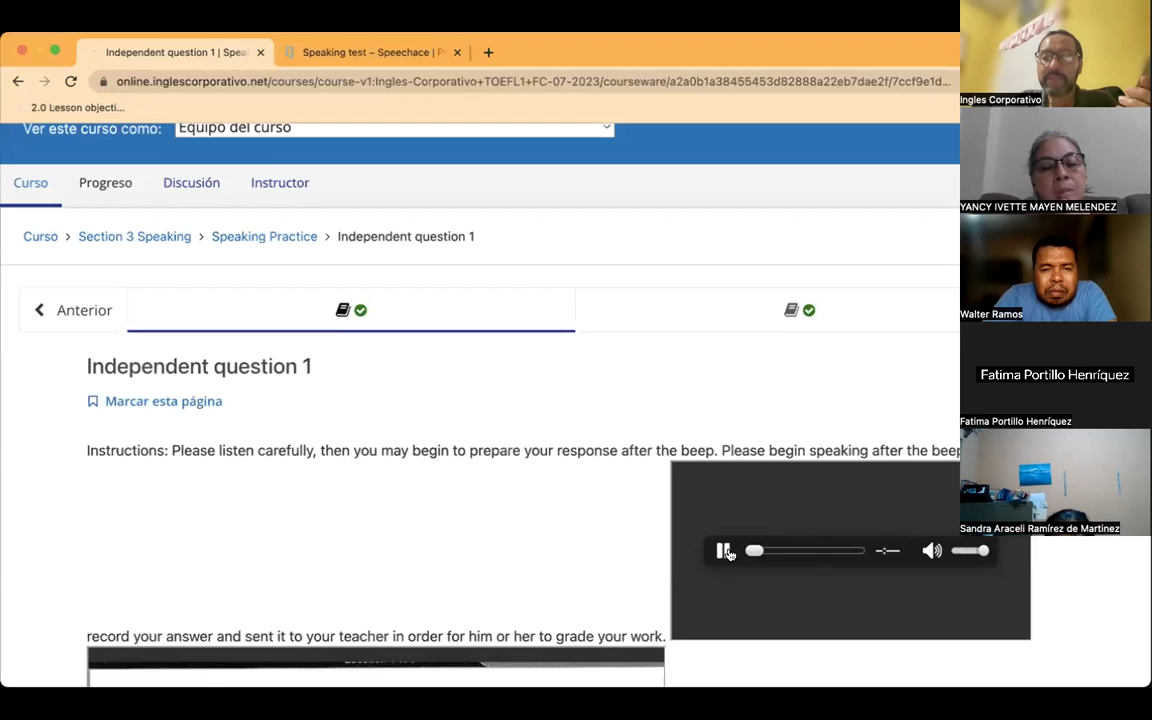 Independent question 1 | Spea
Speaking test – Speechace | P
online.inglescorporativo.net/courses/course-v1:Ingles-Corporativo+TOEFL1+FC-07-2023/courseware/a2a0b1a38455453d82888a22eb7dae2f/7ccf9e1d...
2.0 Lesson objecti...
Ver este curso como: Equipo del curso
Curso Progreso Discusión Instructor
Curso > Section 3 Speaking > Speaking Practice > Independent question 1
Anterior
Independent question 1
Marcar esta página
Instructions: Please listen carefully, then you may begin to prepare your response after the beep. Please begin speaking after the beep
record your answer and sent it to your teacher in order for him or her to grade your work.
Ingles Corporativo
YANCY IVETTE MAYEN MELENDEZ
Walter Ramos
Fatima Portillo Henríquez
Fatima Portillo Henríquez
Sandra Araceli Ramírez de Martinez